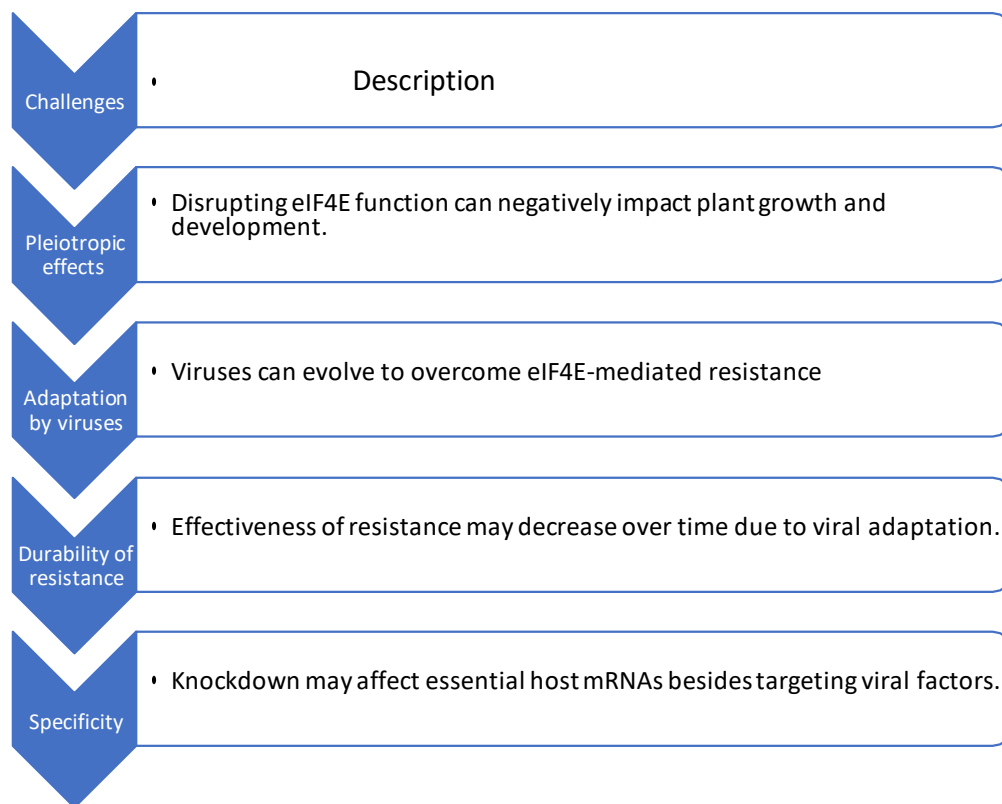 Challenges
• Description
Pleiotropic
effects
• Disrupting eIF4E function can negatively impact plant growth and
development.
Adaptation
by viruses
• Viruses can evolve to overcome eIF4E-mediated resistance
Durability of
resistance
• Effectiveness of resistance may decrease over time due to viral adaptation.
Specificity
• Knockdown may affect essential host mRNAs besides targeting viral factors.